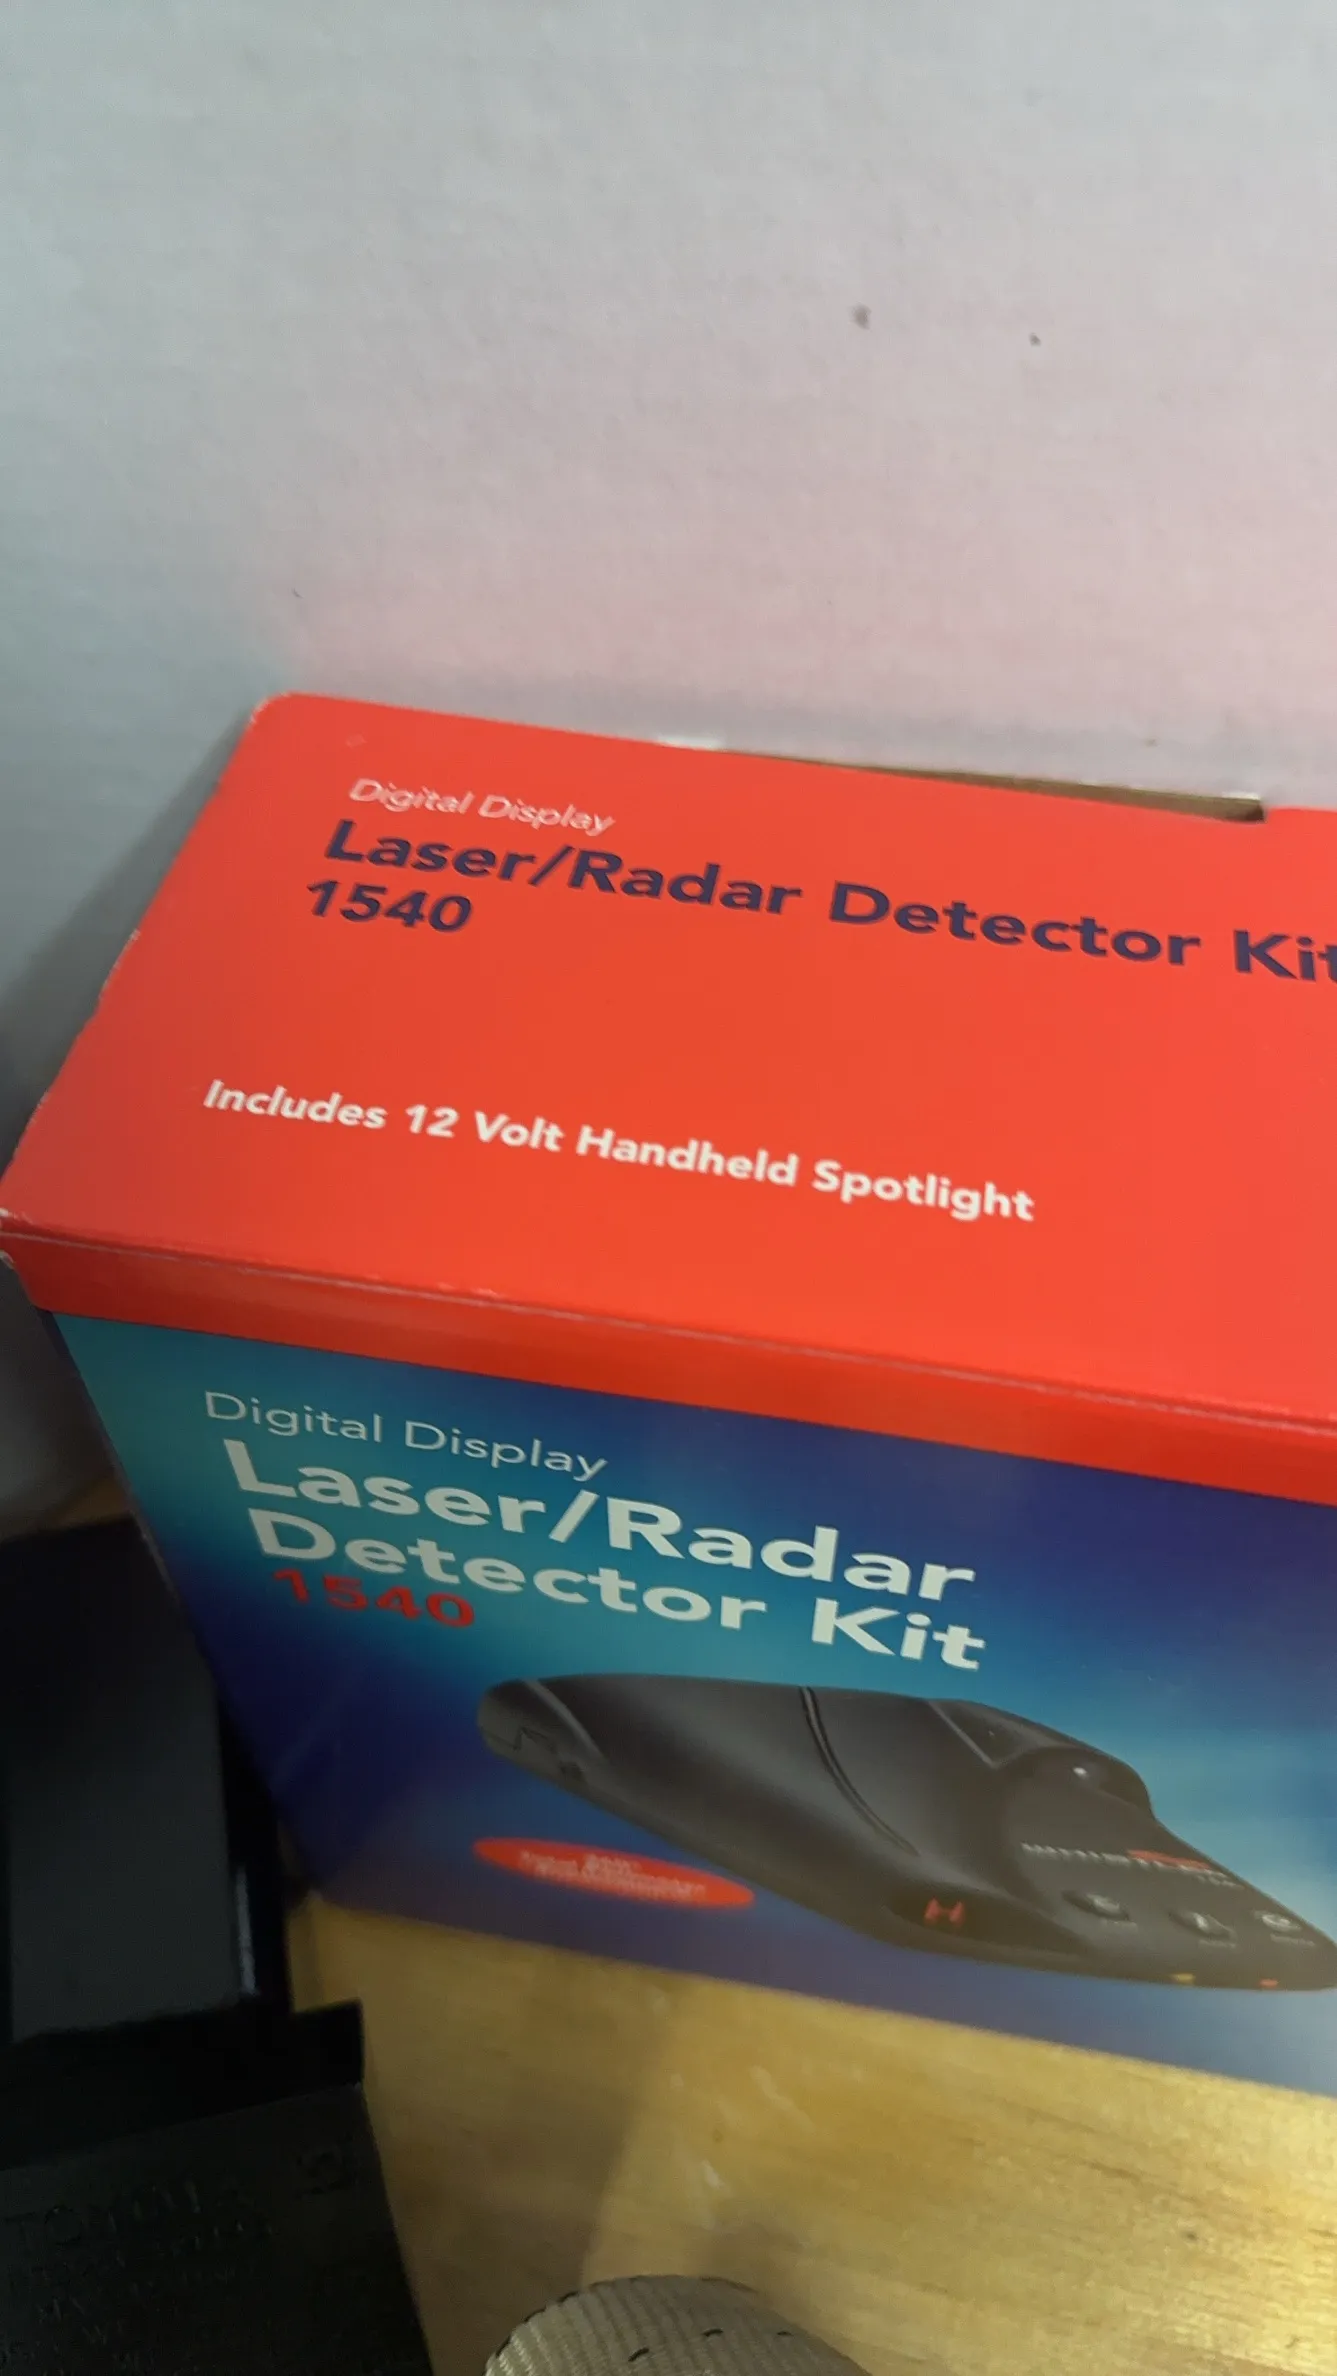 Digital Display
Laser/Radar Detector Kit
1540
Includes 12 Volt Handheld Spotlight
Digital Display
Laser/Radar
Detector Kit
1540